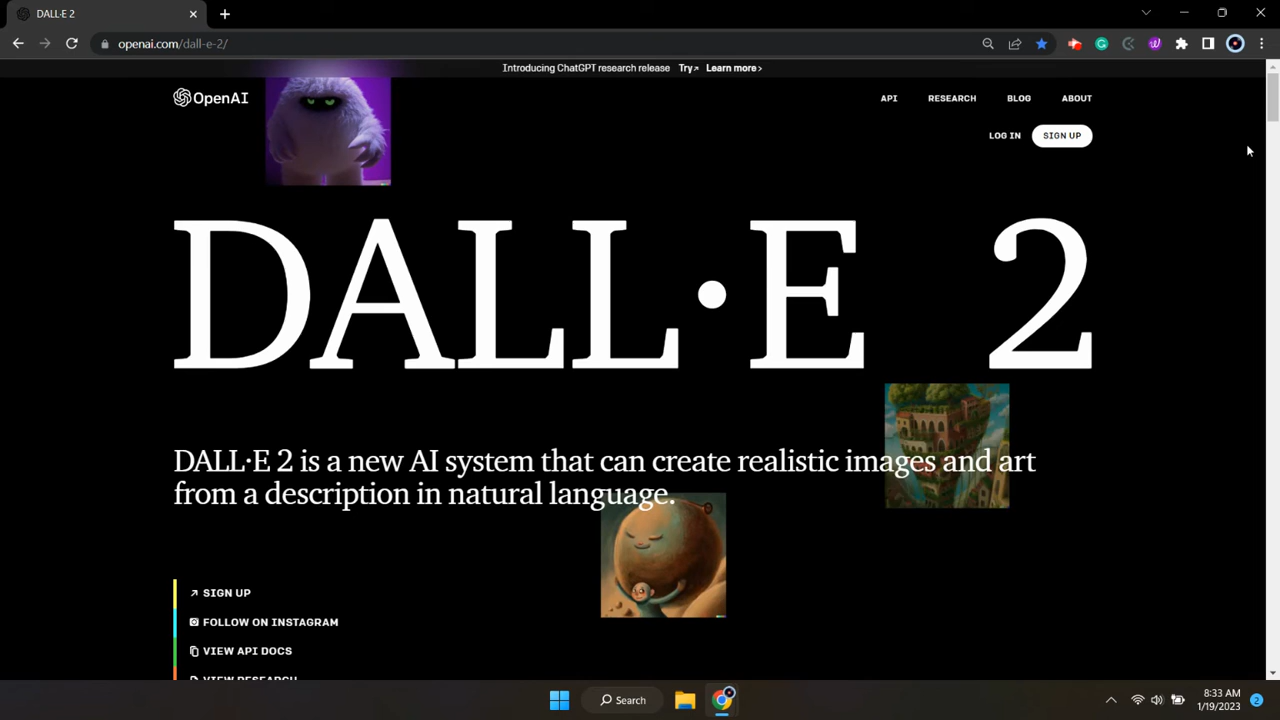 DALL·E 2
openai.com/dall-e-2/
Introducing ChatGPT research release Try↗ Learn more >
OpenAI
API RESEARCH BLOG ABOUT
LOG IN SIGN UP
DALL·E 2
DALL·E 2 is a new AI system that can create realistic images and art
from a description in natural language.
SIGN UP
FOLLOW ON INSTAGRAM
VIEW API DOCS
VIEW RESEARCH
Search
8:33 AM
1/19/2023
2